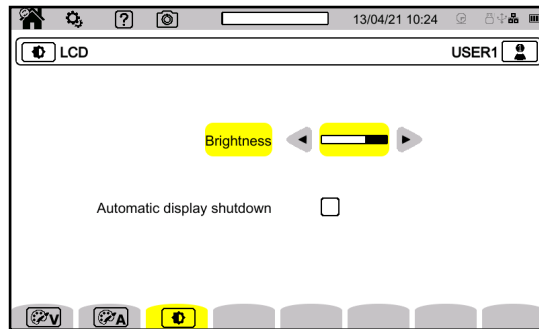 ? 13/04/21 10:24
LCD USER1
Brightness
Automatic display shutdown
V A